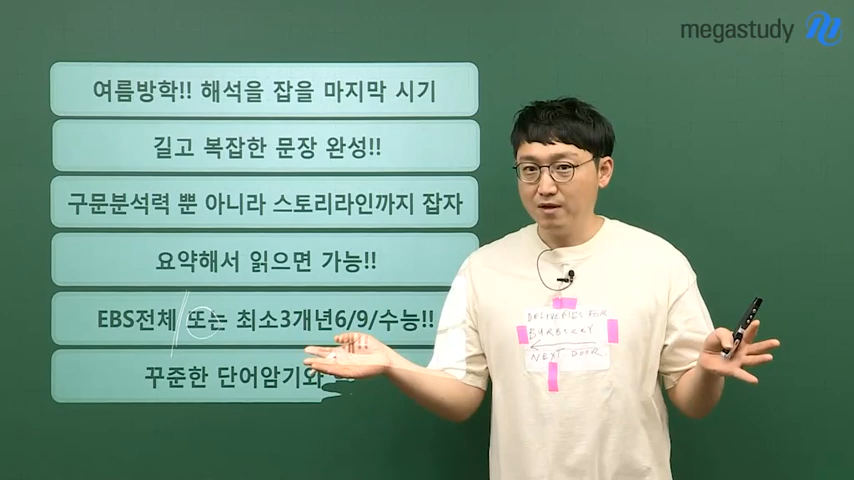 megastudy
여름방학!! 해석을 잡을 마지막 시기
길고 복잡한 문장 완성!!
구문분석력 뿐 아니라 스토리라인까지 잡자
요약해서 읽으면 가능!!
EBS전체 또는 최소3개년6/9/수능!!
꾸준한 단어암기와
DELIVERIES FOR
BURBERRY
NEXT DOOR.